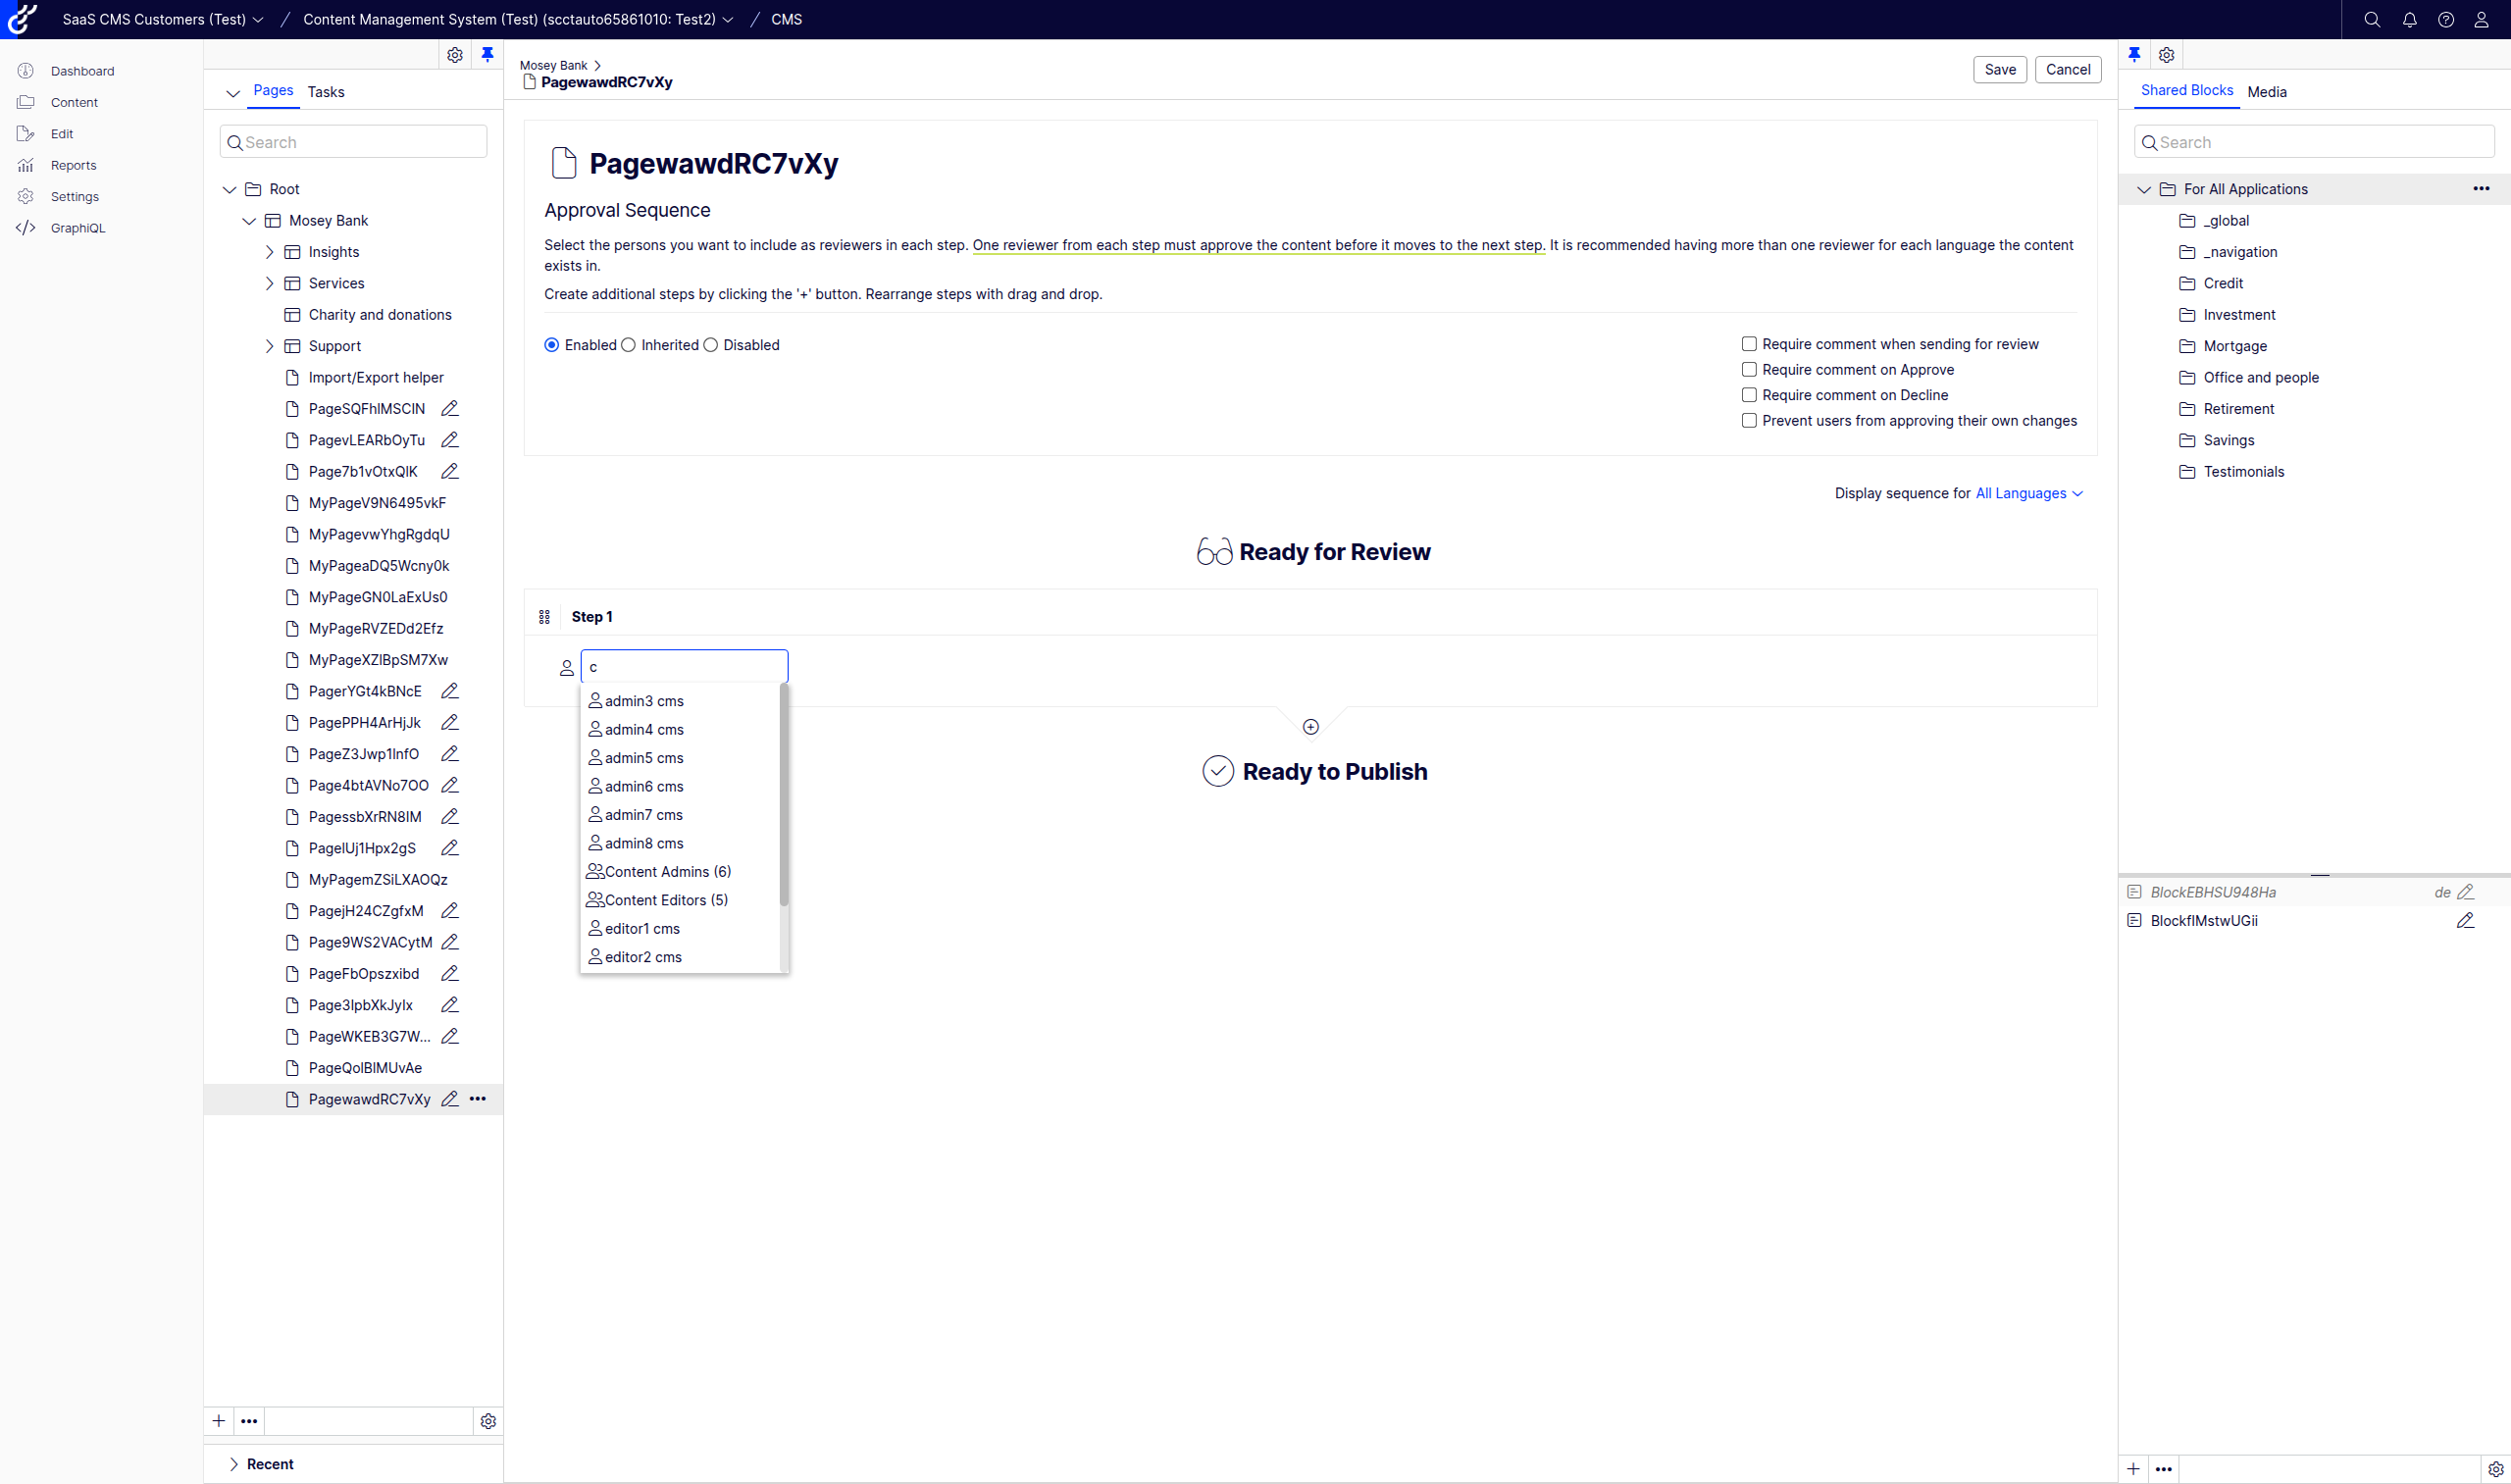 SaaS CMS Customers (Test) / Content Management System (Test) (scctauto65861010: Test2) / CMS
Dashboard
Content
Edit
Reports
Settings
GraphiQL
Pages Tasks
Search
Root
Mosey Bank
Insights
Services
Charity and donations
Support
Import/Export helper
PageSQFhlMSClN
PagevLEARbOyTu
Page7b1vOtxQlK
MyPageV9N6495vkF
MyPagevwYhgRgdqU
MyPageaDQ5Wcny0k
MyPageGN0LaExUs0
MyPageRVZEDd2Efz
MyPageXZlBpSM7Xw
PagerYGt4kBNcE
PagePPH4ArHjJk
PageZ3Jwp1lnfO
Page4btAVNo7OO
PagessbXrRN8lM
PagelUj1Hpx2gS
MyPagemZSiLXAOQz
PagejH24CZgfxM
Page9WS2VACytM
PageFbOpszxibd
Page3lpbXkJylx
PageWKEB3G7W...
PageQolBlMUvAe
PagewawdRC7vXy
Recent
Mosey Bank
PagewawdRC7vXy
Save Cancel
PagewawdRC7vXy
Approval Sequence
Select the persons you want to include as reviewers in each step. One reviewer from each step must approve the content before it moves to the next step. It is recommended having more than one reviewer for each language the content
exists in.
Create additional steps by clicking the '+' button. Rearrange steps with drag and drop.
Enabled Inherited Disabled
Require comment when sending for review
Require comment on Approve
Require comment on Decline
Prevent users from approving their own changes
Display sequence for All Languages
Ready for Review
Step 1
c
admin3 cms
admin4 cms
admin5 cms
admin6 cms
admin7 cms
admin8 cms
Content Admins (6)
Content Editors (5)
editor1 cms
editor2 cms
Ready to Publish
Shared Blocks Media
Search
For All Applications
_global
_navigation
Credit
Investment
Mortgage
Office and people
Retirement
Savings
Testimonials
BlockEBHSU948Ha de
BlockflMstwUGii